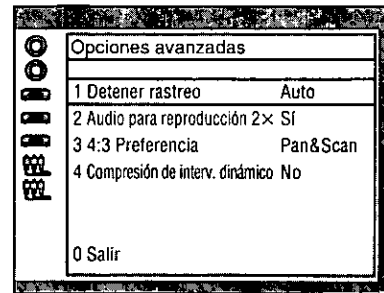 Opciones avanzadas
1 Detener rastreo Auto
2 Audio para reproducción 2× Sí
3 4:3 Preferencia Pan&Scan
4 Compresión de interv. dinámico No
0 Salir